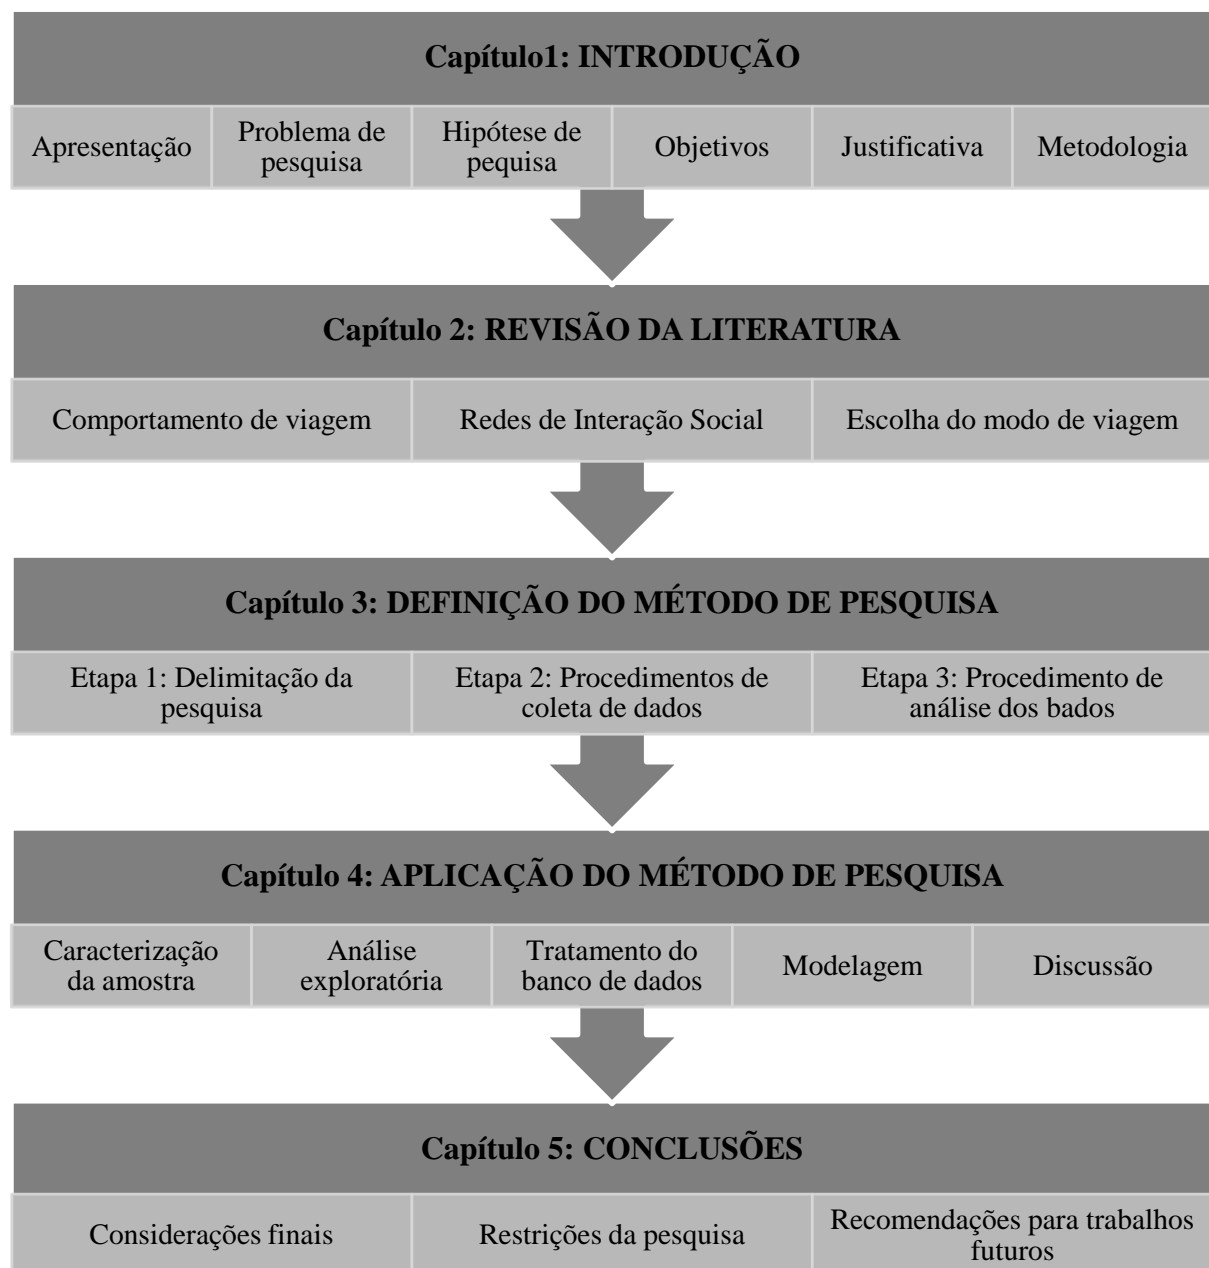 Capítulo1: INTRODUÇÃO
Apresentação
Problema de
pesquisa
Hipótese de
pequisa
Objetivos
Justificativa
Metodologia
Capítulo 2: REVISÃO DA LITERATURA
Comportamento de viagem
Redes de Interação Social
Escolha do modo de viagem
Capítulo 3: DEFINIÇÃO DO MÉTODO DE PESQUISA
Etapa 1: Delimitação da
pesquisa
Etapa 2: Procedimentos de
coleta de dados
Etapa 3: Procedimento de
análise dos bados
Capítulo 4: APLICAÇÃO DO MÉTODO DE PESQUISA
Caracterização
da amostra
Análise
exploratória
Tratamento do
banco de dados
Modelagem
Discussão
Capítulo 5: CONCLUSÕES
Considerações finais
Restrições da pesquisa
Recomendações para trabalhos
futuros